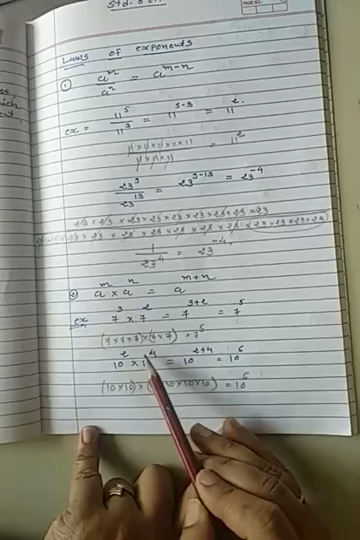 Std. 8
PAGE NO.
Laws of exponents
① a^m / a^n = a^(m-n)
ex = 11^5 / 11^3 = 11^(5-3) = 11^2
11 × 11 × 11 × 11 × 11 / 11 × 11 × 11 = 11^2
23^9 / 23^13 = 23^(9-13) = 23^-4
1 / 23^4 = 23^-4.
② a^m × a^n = a^(m+n)
ex 7^3 × 7^2 = 7^(3+2) = 7^5
(7 × 7 × 7) × (7 × 7) = 7^5
10^2 × 10^4 = 10^(2+4) = 10^6
(10 × 10) × 10 × 10 × 10) = 10^6